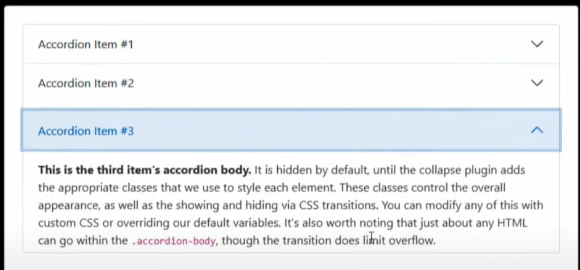 Accordion Item #1
Accordion Item #2
Accordion Item #3
This is the third item's accordion body. It is hidden by default, until the collapse plugin adds
the appropriate classes that we use to style each element. These classes control the overall
appearance, as well as the showing and hiding via CSS transitions. You can modify any of this with
custom CSS or overriding our default variables. It's also worth noting that just about any HTML
can go within the .accordion-body, though the transition does limit overflow.